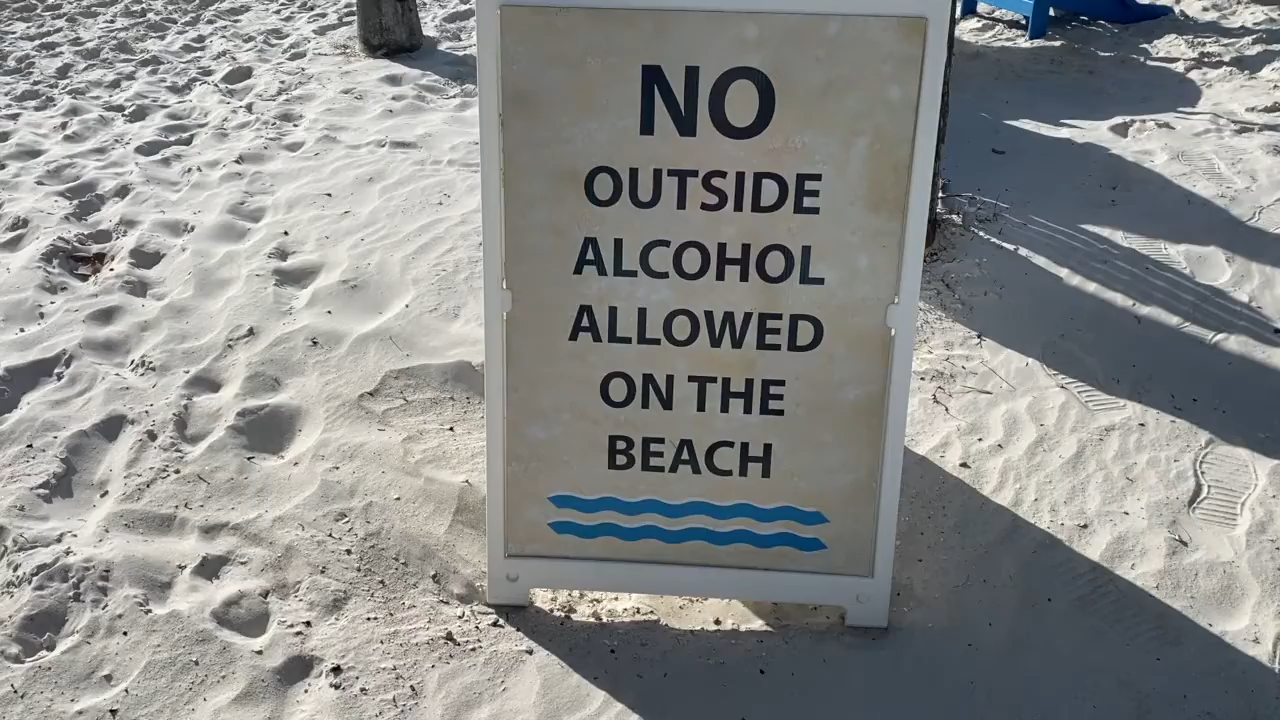 NO
OUTSIDE
ALCOHOL
ALLOWED
ON THE
BEACH